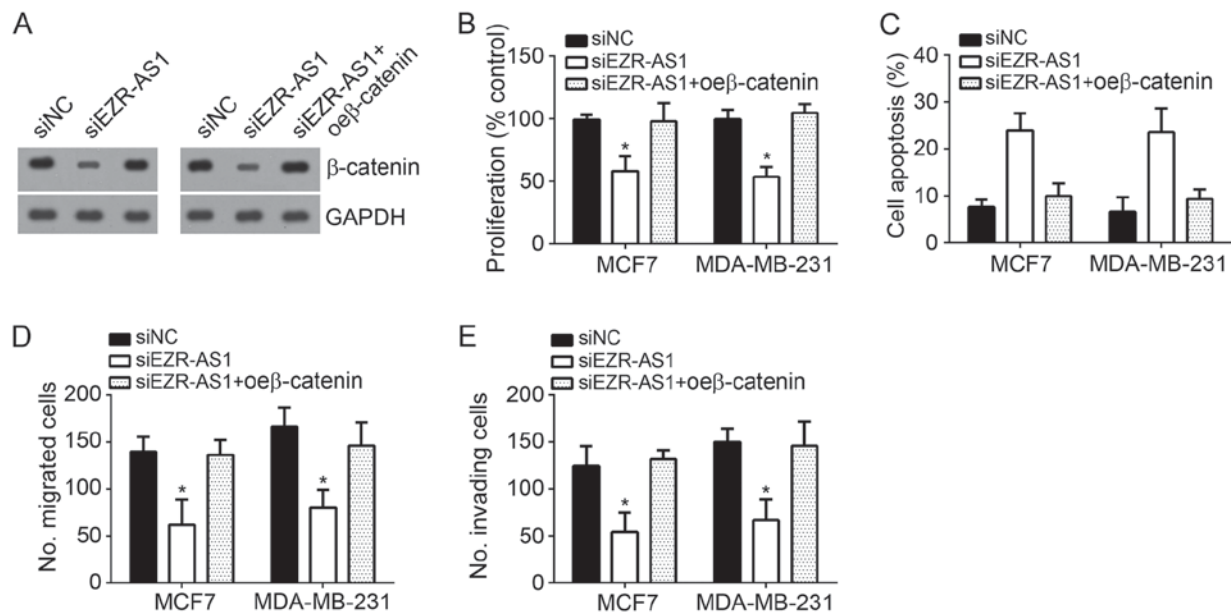 A
siNC
siEZR-AS1
siNC
siEZR-AS1
siEZR-AS1+
oeβ-catenin
β-catenin
GAPDH
B
siNC
siEZR-AS1
siEZR-AS1+oeβ-catenin
Proliferation (% control)
150
100
50
0
*
*
MCF7
MDA-MB-231
C
siNC
siEZR-AS1
siEZR-AS1+oeβ-catenin
Cell apoptosis (%)
40
30
20
10
0
MCF7
MDA-MB-231
D
siNC
siEZR-AS1
siEZR-AS1+oeβ-catenin
No. migrated cells
200
150
100
50
0
*
*
MCF7
MDA-MB-231
E
siNC
siEZR-AS1
siEZR-AS1+oeβ-catenin
No. invading cells
200
150
100
50
0
*
*
MCF7
MDA-MB-231